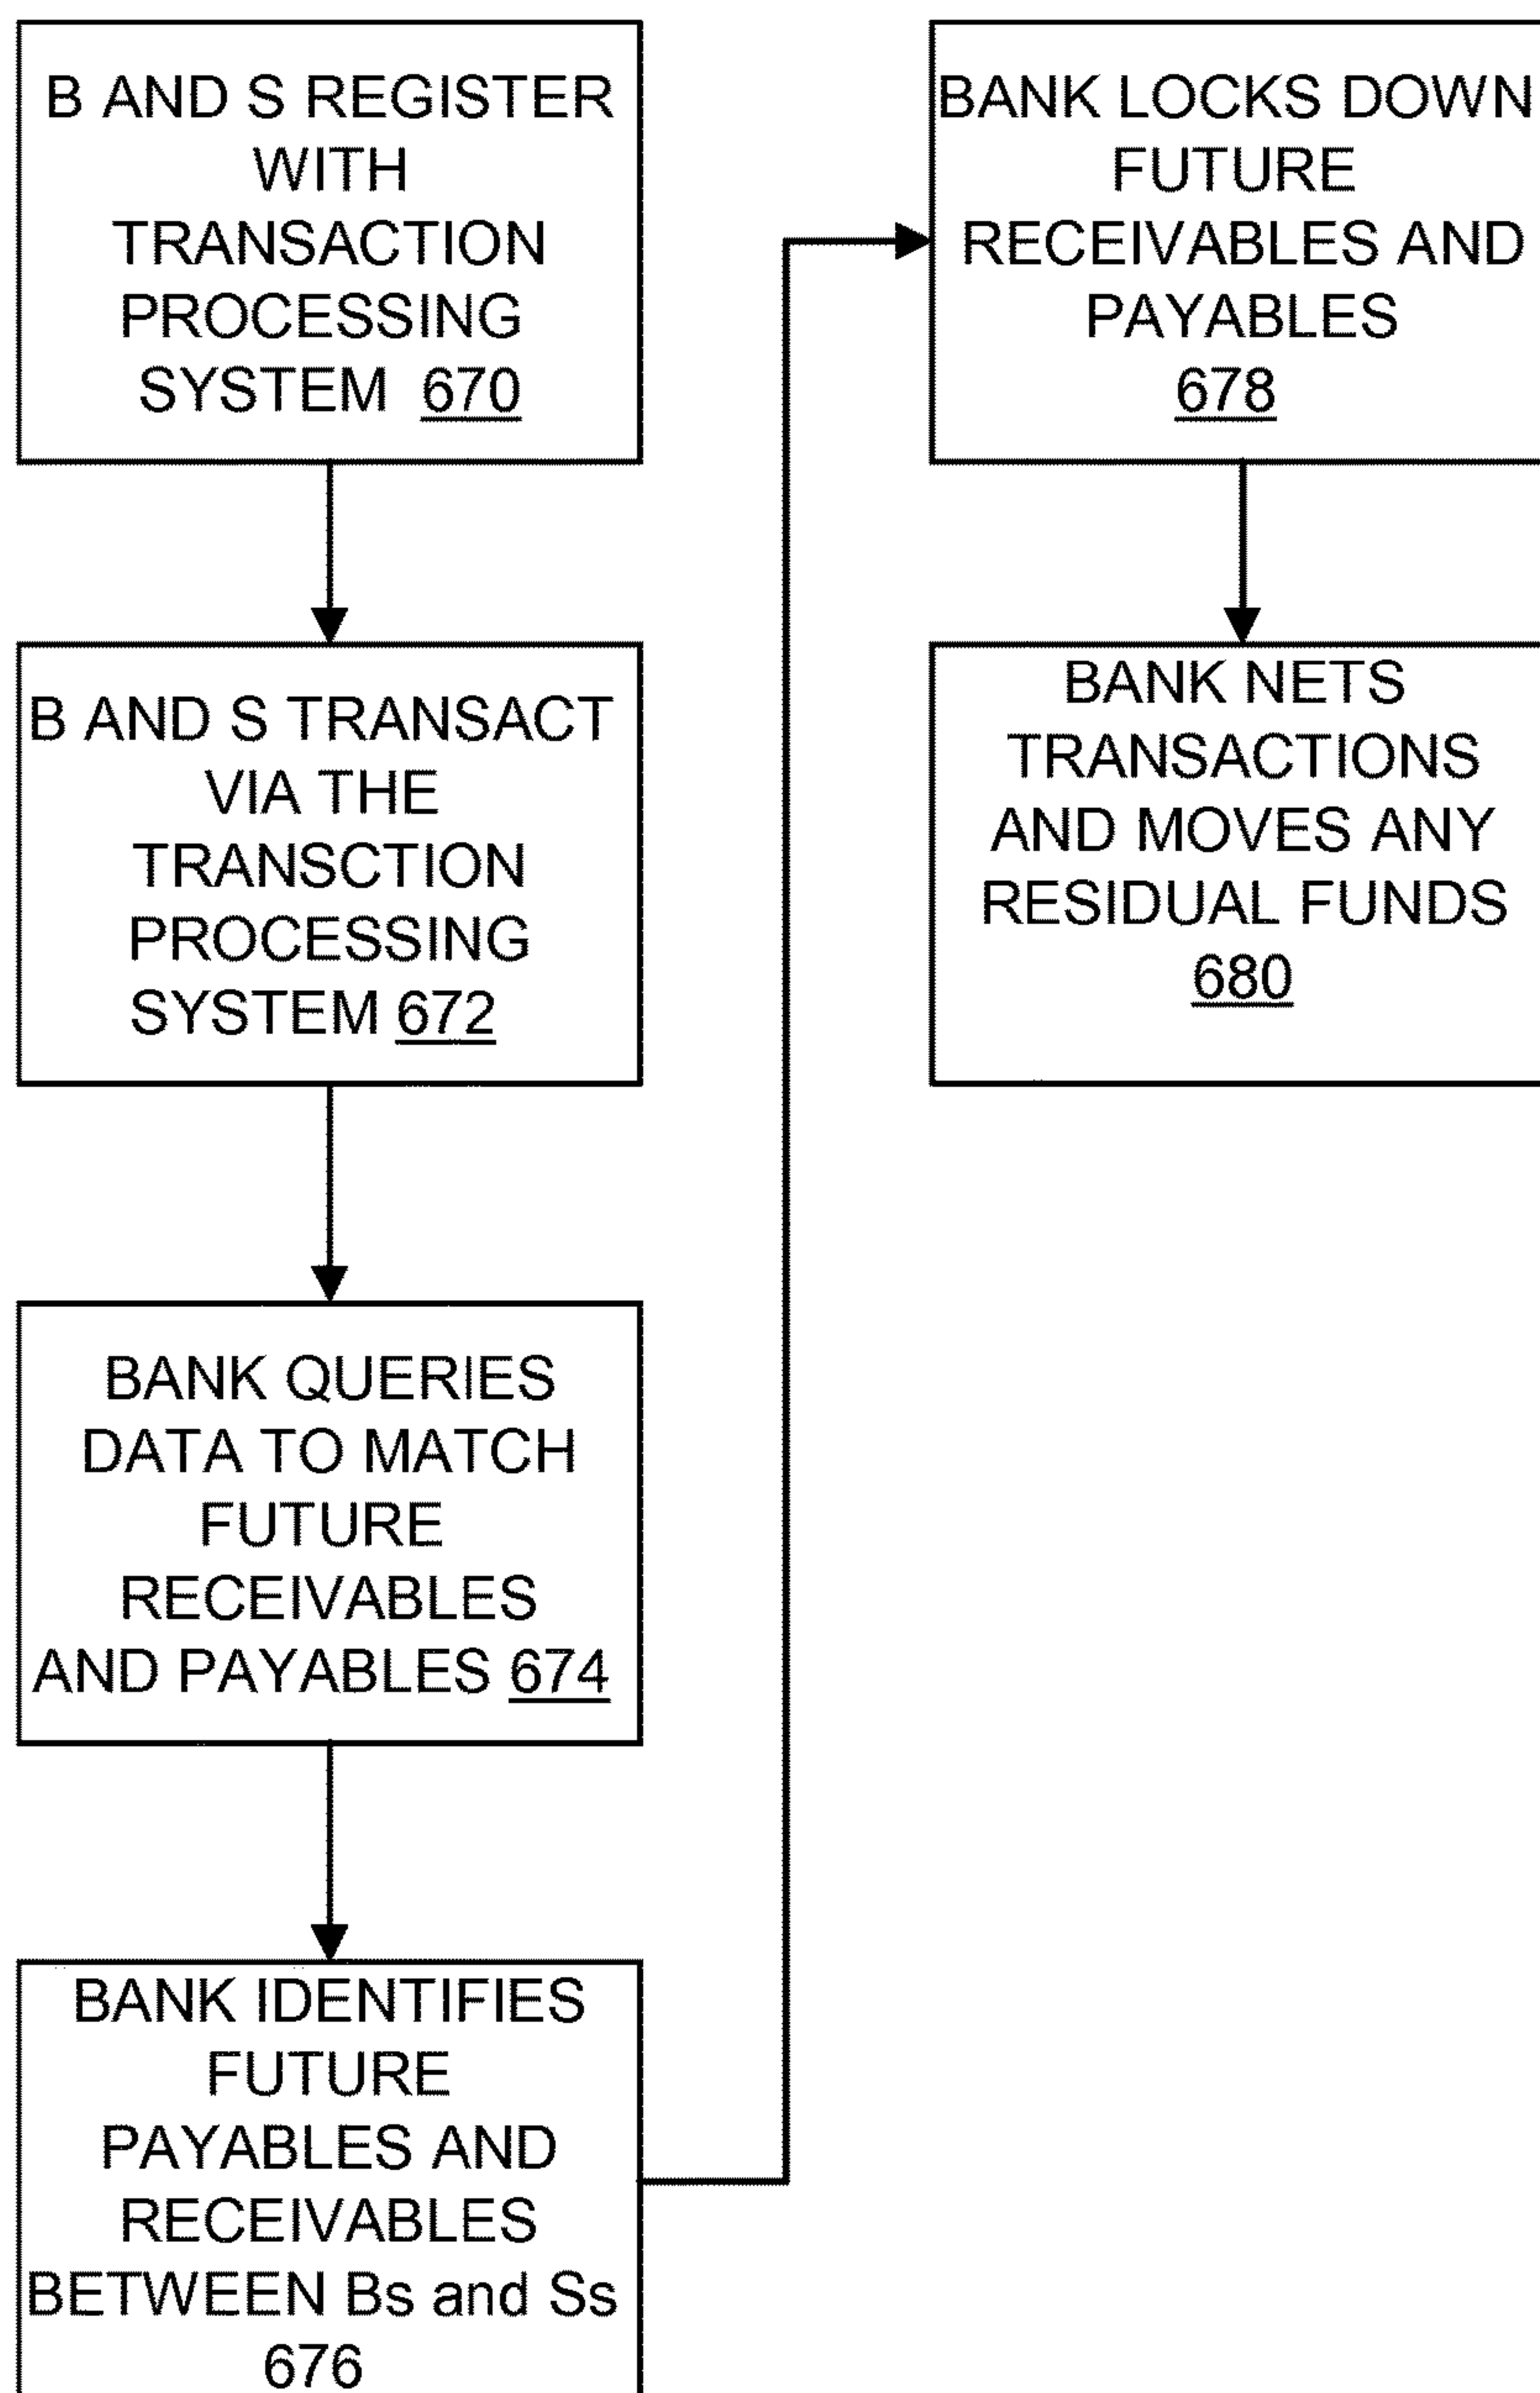 B AND S REGISTER
WITH
TRANSACTION
PROCESSING
SYSTEM 670
B AND S TRANSACT
VIA THE
TRANSCTION
PROCESSING
SYSTEM 672
BANK QUERIES
DATA TO MATCH
FUTURE
RECEIVABLES
AND PAYABLES 674
BANK IDENTIFIES
FUTURE
PAYABLES AND
RECEIVABLES
BETWEEN Bs and Ss
676
BANK LOCKS DOWN
FUTURE
RECEIVABLES AND
PAYABLES
678
BANK NETS
TRANSACTIONS
AND MOVES ANY
RESIDUAL FUNDS
680